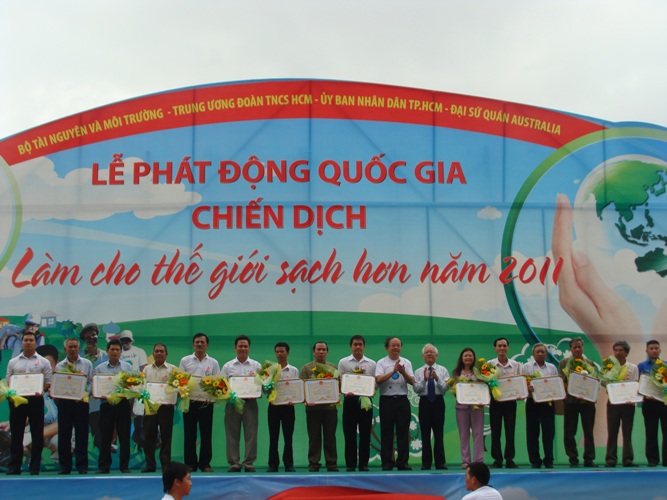 BỘ TÀI NGUYÊN VÀ MÔI TRƯỜNG - TRUNG ƯƠNG ĐOÀN TNCS HCM - ỦY BAN NHÂN DÂN TP.HCM - ĐẠI SỨ QUÁN AUSTRALIA
LỄ PHÁT ĐỘNG QUỐC GIA
CHIẾN DỊCH
Làm cho thế giới sạch hơn năm 2011